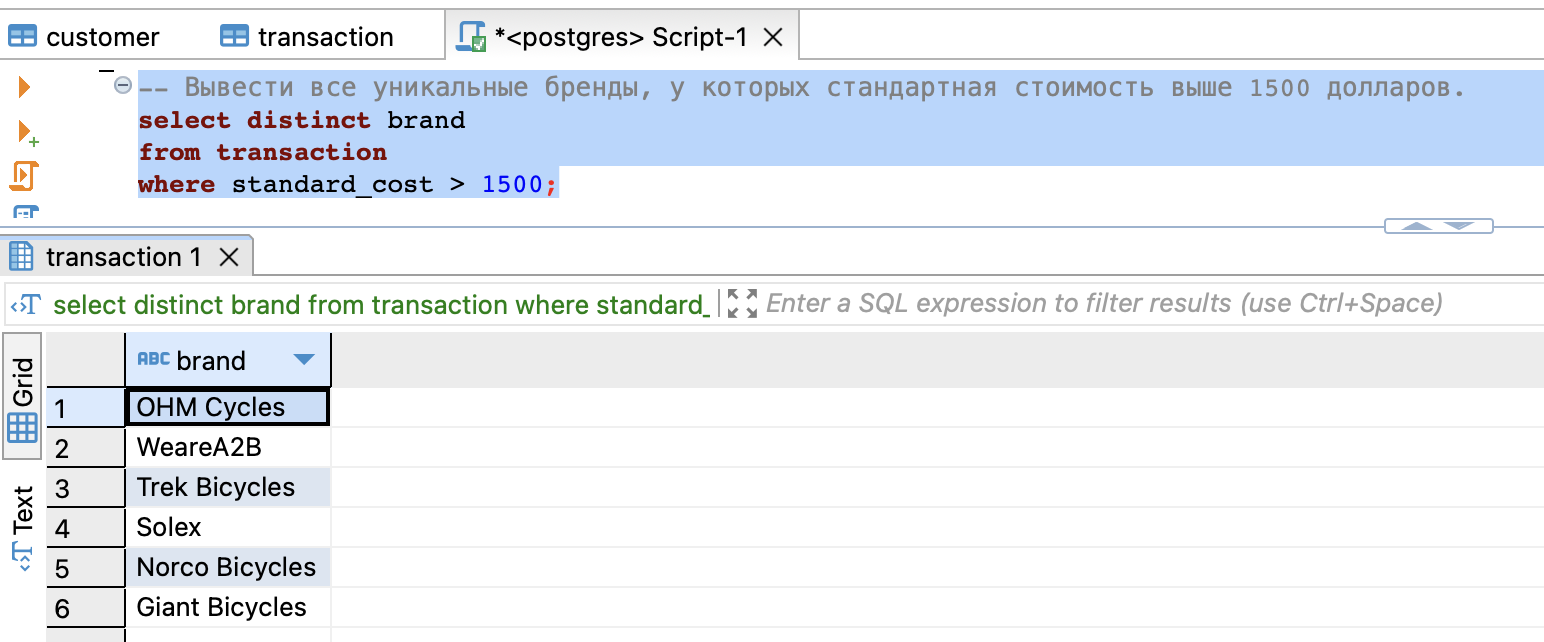 customer transaction *<postgres> Script-1
-- Вывести все уникальные бренды, у которых стандартная стоимость выше 1500 долларов.
select distinct brand
from transaction
where standard_cost > 1500;
transaction 1
select distinct brand from transaction where standard_ Enter a SQL expression to filter results (use Ctrl+Space)
Grid
Text
ABC brand
1 OHM Cycles
2 WeareA2B
3 Trek Bicycles
4 Solex
5 Norco Bicycles
6 Giant Bicycles